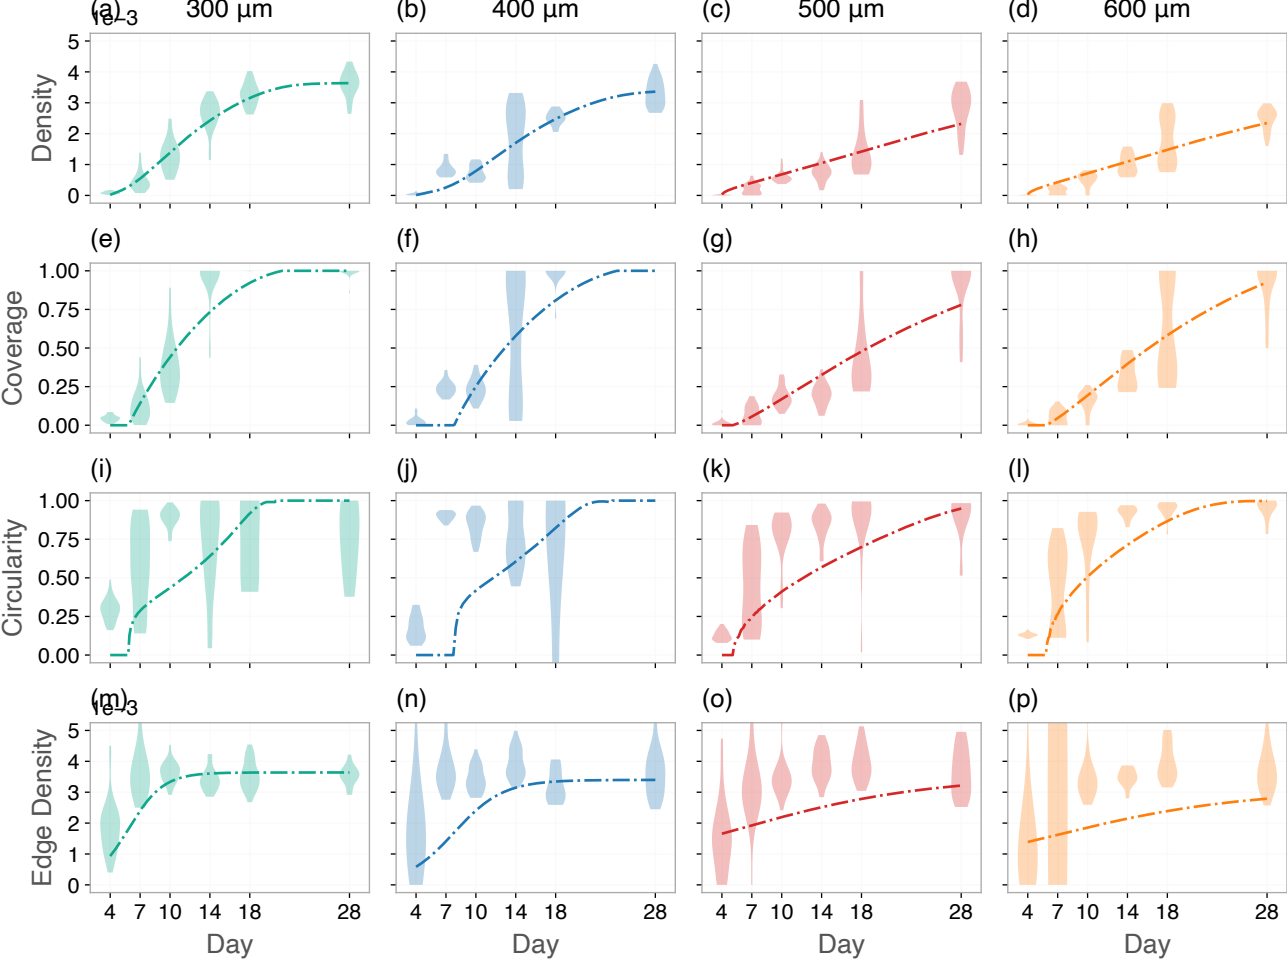 (a) 300 μm (b) 400 μm (c) 500 μm (d) 600 μm
1e−3
Density
5
4
3
2
1
0
(e) (f) (g) (h)
Coverage
1.00
0.75
0.50
0.25
0.00
(i) (j) (k) (l)
Circularity
1.00
0.75
0.50
0.25
0.00
(m) (n) (o) (p)
1e−3
Edge Density
5
4
3
2
1
0
4 7 10 14 18 28 4 7 10 14 18 28 4 7 10 14 18 28 4 7 10 14 18 28
Day Day Day Day